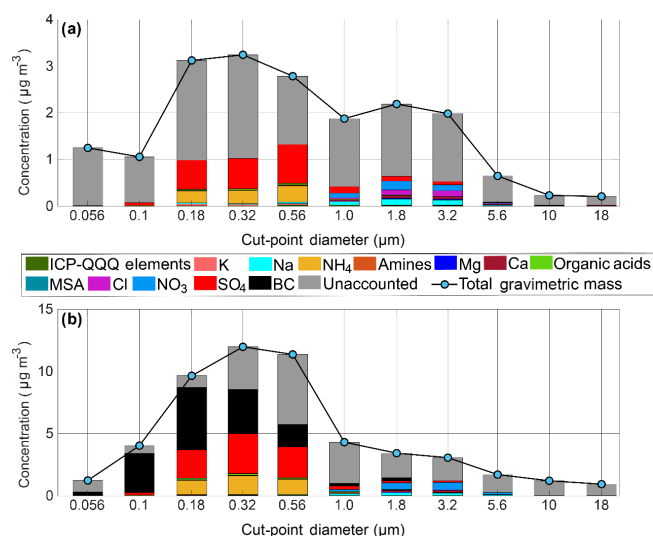 (a)
Concentration ( µg m⁻³ )
4
3
2
1
0
0.056 0.1 0.18 0.32 0.56 1.0 1.8 3.2 5.6 10 18
Cut-point diameter (µm)
ICP-QQQ elements K Na NH₄ Amines Mg Ca Organic acids
MSA Cl NO₃ SO₄ BC Unaccounted Total gravimetric mass
(b)
Concentration ( µg m⁻³ )
15
10
5
0
0.056 0.1 0.18 0.32 0.56 1.0 1.8 3.2 5.6 10 18
Cut-point diameter (µm)